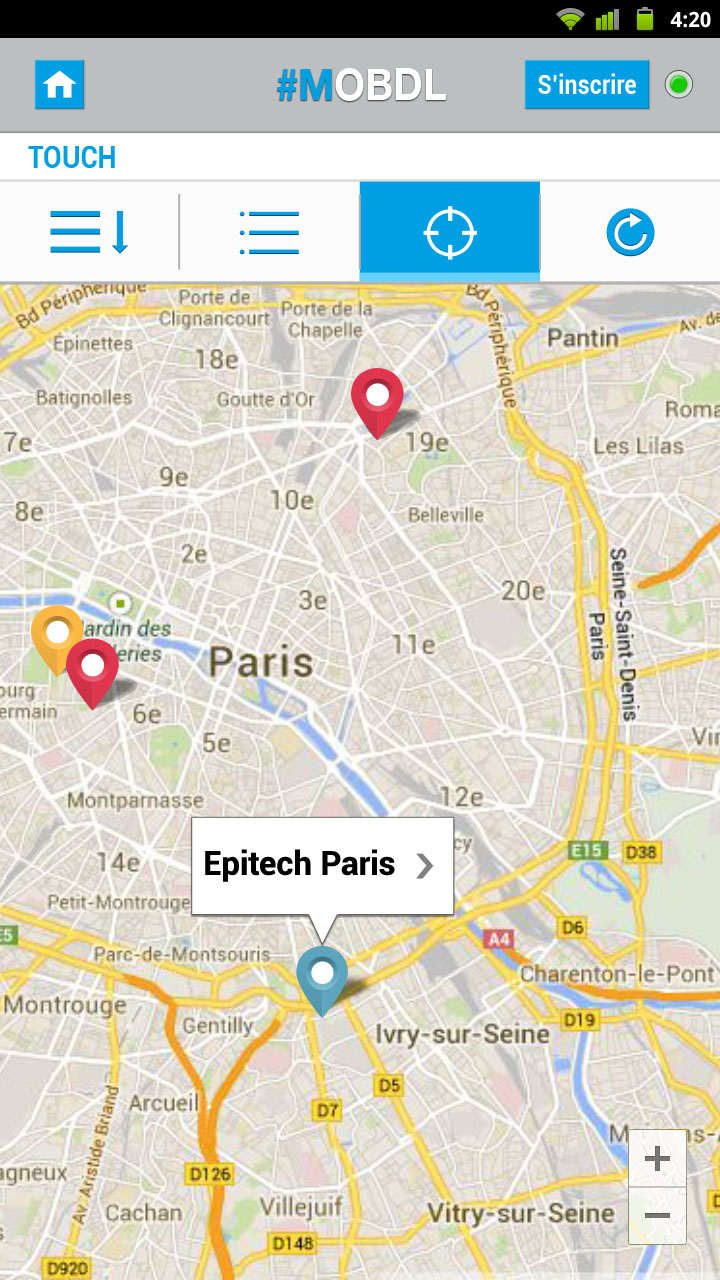 4:20
#MOBDL
S'inscrire
TOUCH
Bd Périphérique
Porte de
Clignancourt
Porte de la
Chapelle
Bd Périphérique
Pantin
Av. de
Épinettes
18e
Batignolles
Goutte d'Or
Roma
7e
19e
Les Lilas
9e
8e
10e
Belleville
2e
20e
3e
Seine-Saint-Denis
Paris
Jardin des
eries
11e
Paris
ourg
ermain
6e
5e
Vin
Montparnasse
12e
cy
Epitech Paris
14e
E15
D38
Petit-Montrouge
E5
D6
A4
Parc-de-Montsouris
Charenton-le-Pont
Montrouge
Gentilly
D19
Ivry-sur-Seine
D5
Arcueil
D7
Av. Aristide Briand
M
ns-
+
agneux
D126
Cachan
Villejuif
Vitry-sur-Seine
−
D148
D920